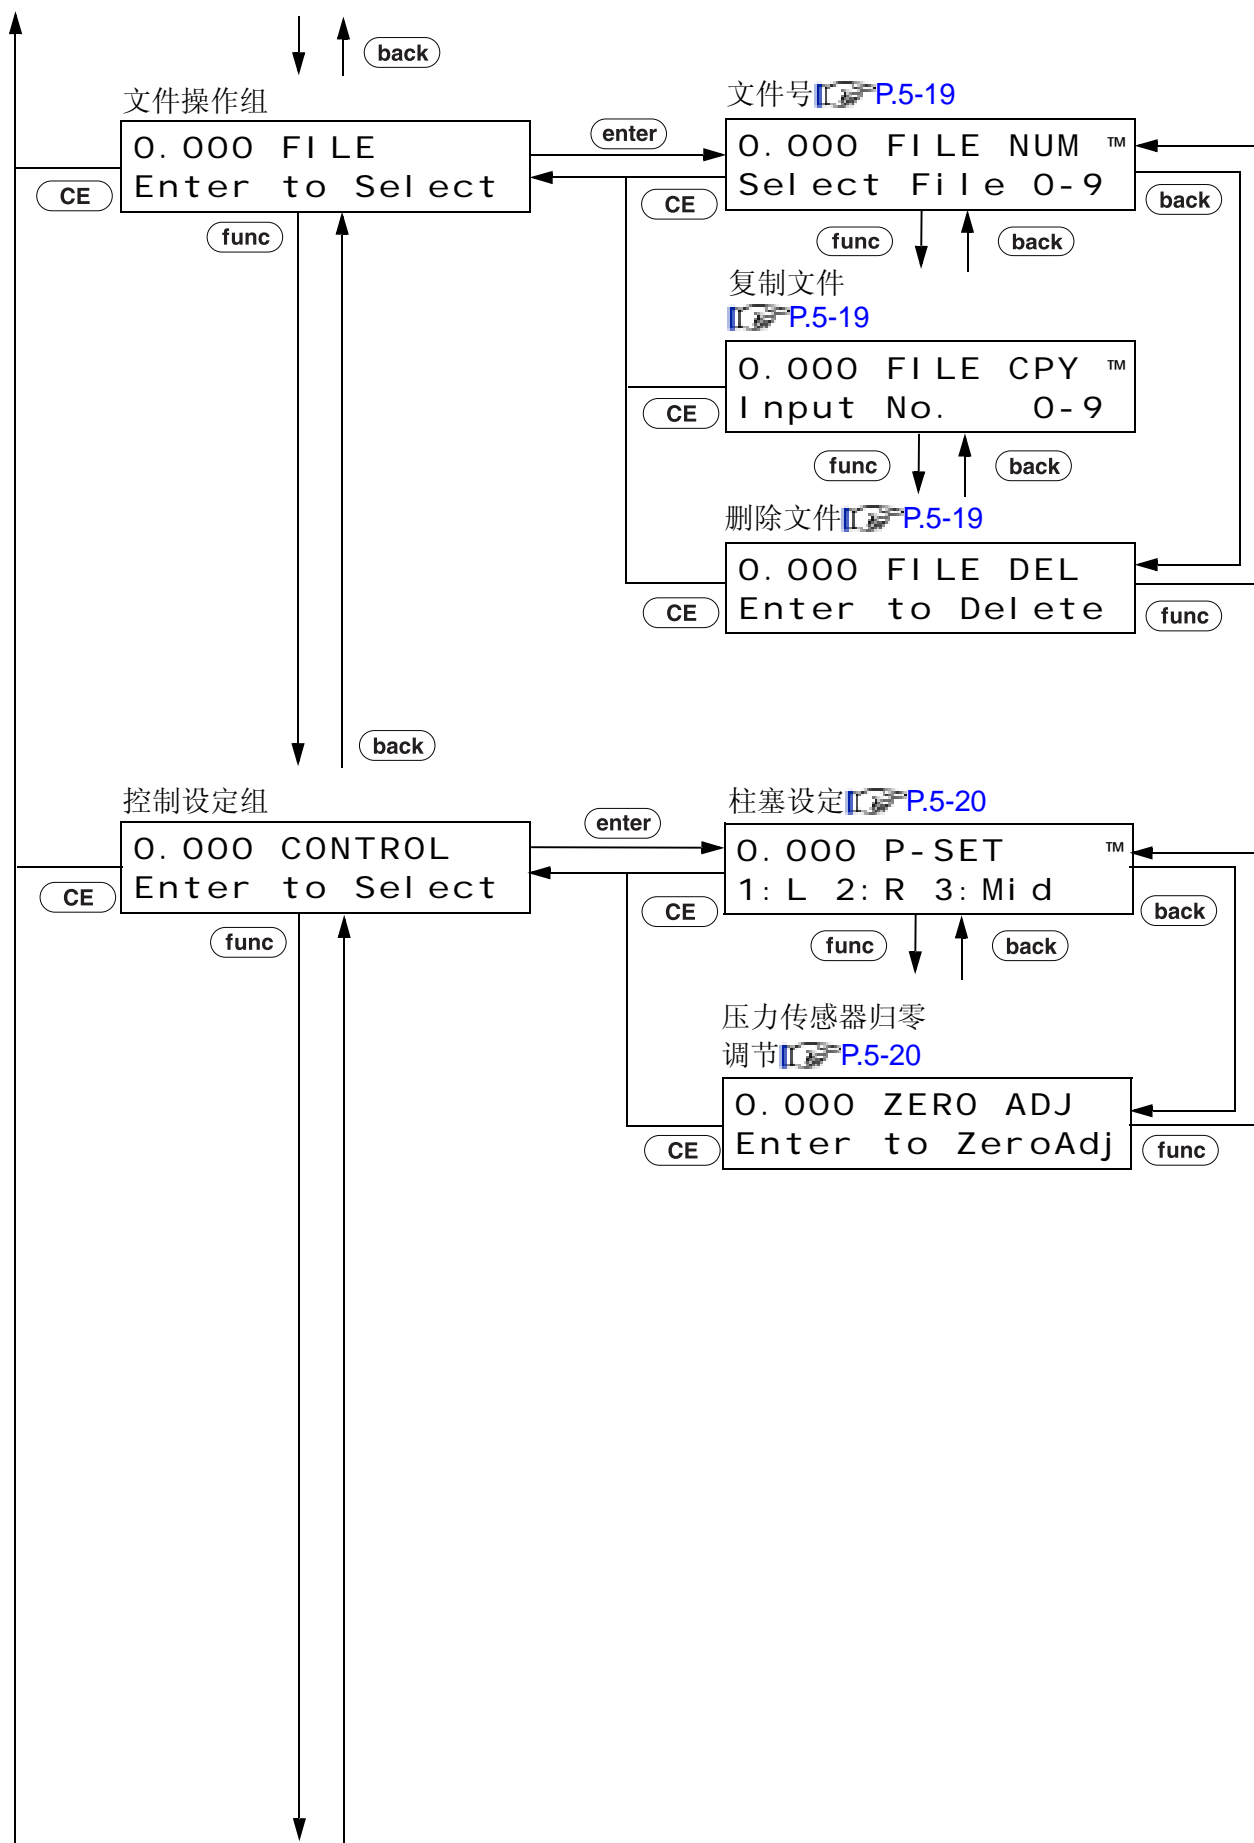 back
文件操作组
0.000 FILE
Enter to Select
CE
func
enter
文件号 P.5-19
0.000 FILE NUM ™
Select File 0-9
CE
back
func
back
复制文件
P.5-19
0.000 FILE CPY ™
Input No. 0-9
CE
func
back
删除文件 P.5-19
0.000 FILE DEL
Enter to Delete
CE
func
back
控制设定组
0.000 CONTROL
Enter to Select
CE
func
enter
柱塞设定 P.5-20
0.000 P-SET ™
1:L 2:R 3:Mid
CE
back
func
back
压力传感器归零
调节 P.5-20
0.000 ZERO ADJ
Enter to ZeroAdj
CE
func